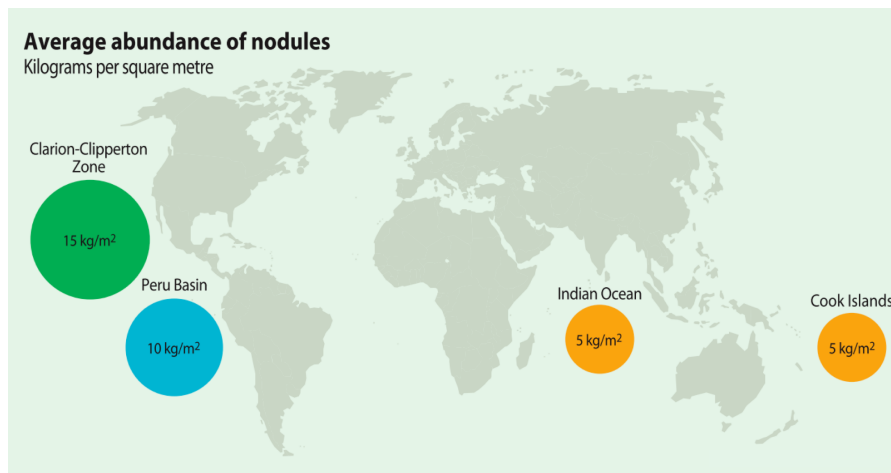 Average abundance of nodules
Kilograms per square metre
Clarion-Clipperton
Zone
15 kg/m²
Peru Basin
10 kg/m²
Indian Ocean
5 kg/m²
Cook Islands
5 kg/m²